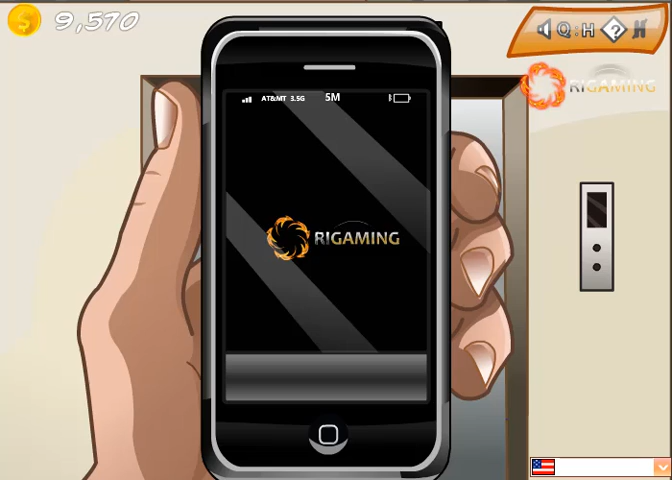 9,570
Q:H ?
RIGAMING
AT&MT 3.5G 5M
RIGAMING